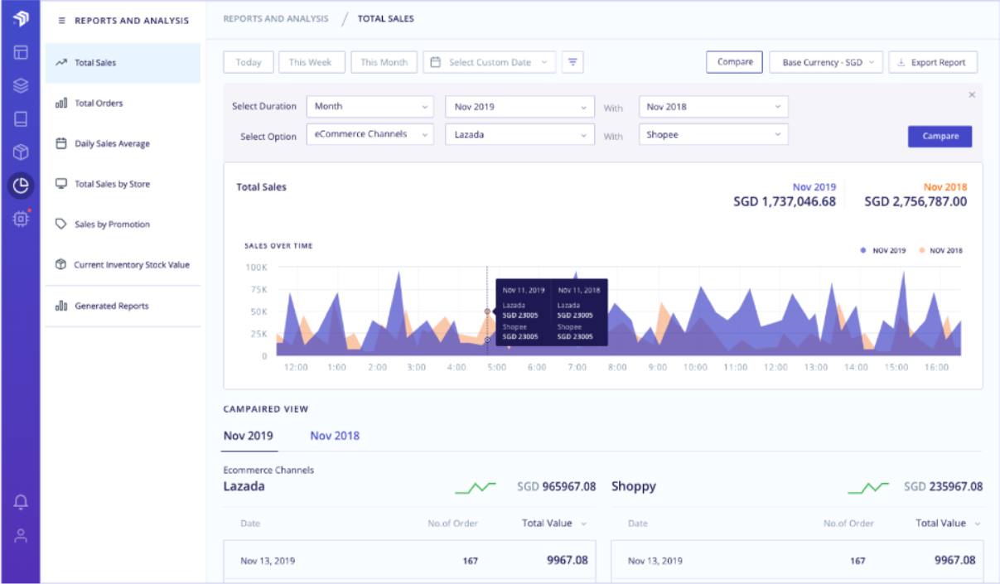 REPORTS AND ANALYSIS
Total Sales
Total Orders
Daily Sales Average
Total Sales by Store
Sales by Promotion
Current Inventory Stock Value
Generated Reports
REPORTS AND ANALYSIS / TOTAL SALES
Today This Week This Month Select Custom Date Compare Base Currency - SGD Export Report
Select Duration Month Nov 2019 With Nov 2018
Select Option eCommerce Channels Lazada With Shopee
Campare
Total Sales
Nov 2019 Nov 2018
SGD 1,737,046.68 SGD 2,756,787.00
SALES OVER TIME
NOV 2019 NOV 2018
100K
75K
50K
25K
0
Nov 11, 2019 Nov 11, 2018
Lazada Lazada
SGD 23005 SGD 23005
Shopee Shopee
SGD 23005 SGD 23005
12:00 1:00 2:00 3:00 4:00 5:00 6:00 7:00 8:00 9:00 10:00 11:00 12:00 13:00 14:00 15:00 16:00
CAMPAIRED VIEW
Nov 2019 Nov 2018
Ecommerce Channels
Lazada SGD 965967.08 Shoppy SGD 235967.08
Date No.of Order Total Value Date No.of Order Total Value
Nov 13, 2019 167 9967.08 Nov 13, 2019 167 9967.08